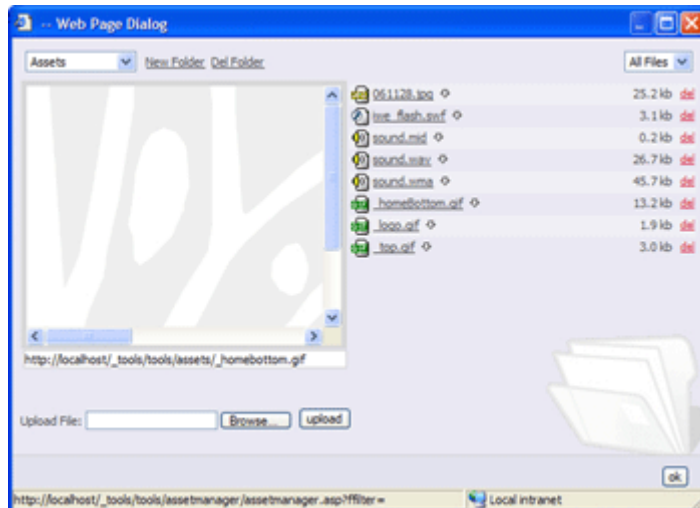 -- Web Page Dialog
Assets New Folder Del Folder All Files
061128.jpg 25.2 kb del
iwe_flash.swf 3.1 kb del
sound.mid 0.2 kb del
sound.wav 26.7 kb del
sound.wma 45.7 kb del
_homeBottom.gif 13.2 kb del
_logo.gif 1.9 kb del
_top.gif 3.0 kb del
http://localhost/_tools/tools/assets/_homebottom.gif
Upload File: Browse... upload
ok
http://localhost/_tools/tools/assetmanager/assetmanager.asp?ffilter= Local intranet